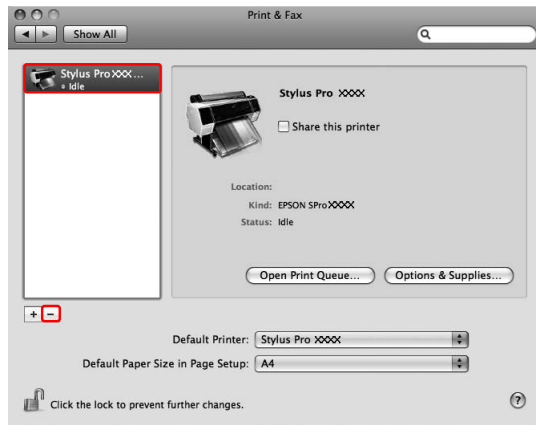 Print & Fax
Show All
Stylus Pro XXX...
Idle
Stylus Pro XXXX
Share this printer
Location:
Kind: EPSON SPro XXXX
Status: Idle
Open Print Queue...
Options & Supplies...
+ −
Default Printer: Stylus Pro XXXX
Default Paper Size in Page Setup: A4
Click the lock to prevent further changes.
?